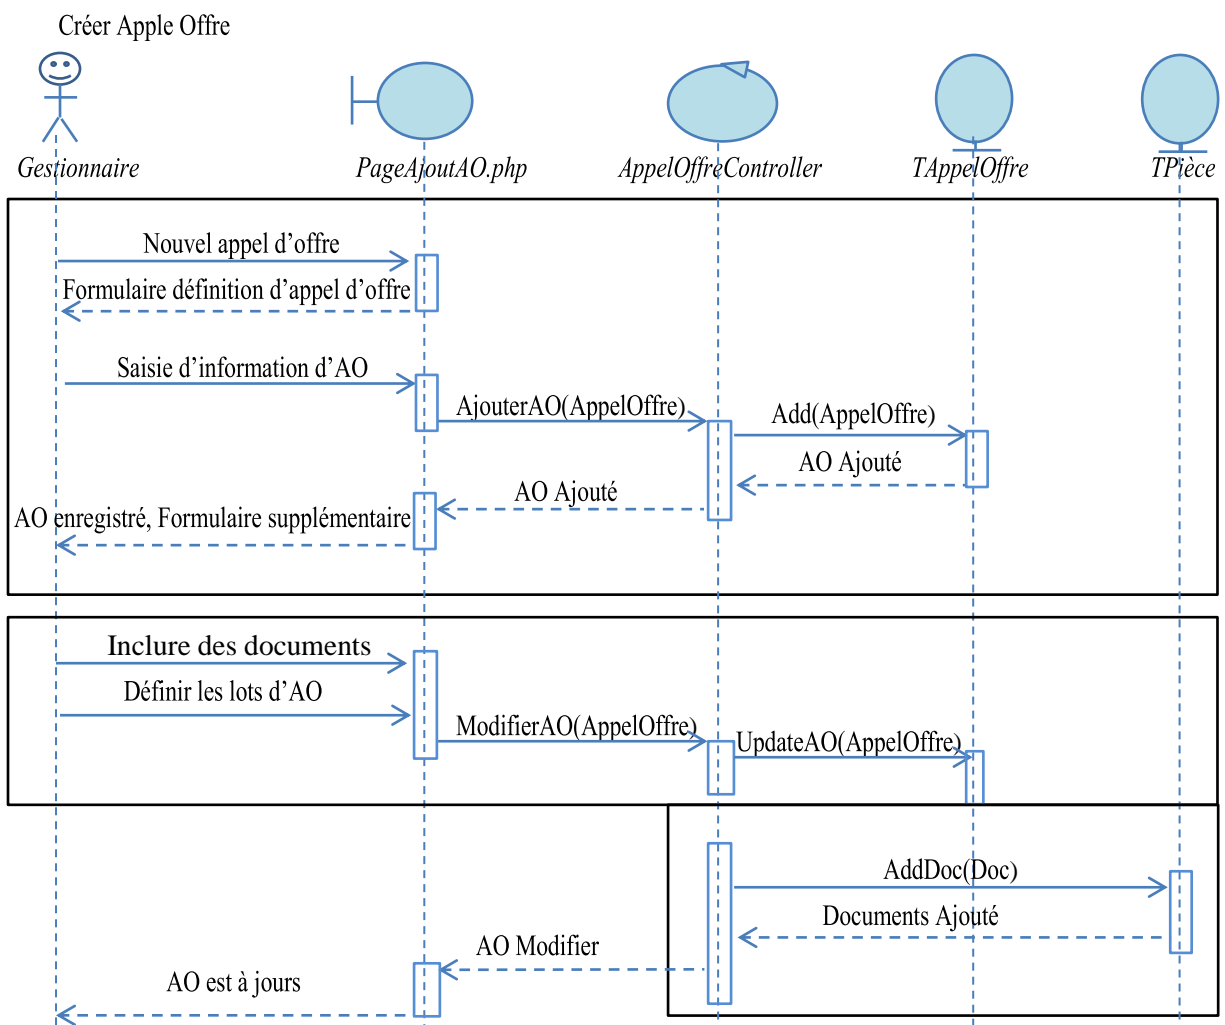 Créer Apple Offre
Gestionnaire
PageAjoutAO.php
AppelOffreController
TAppelOffre
TPièce
Nouvel appel d’offre
Formulaire définition d’appel d’offre
Saisie d’information d’AO
AjouterAO(AppelOffre)
Add(AppelOffre)
AO Ajouté
AO Ajouté
AO enregistré, Formulaire supplémentaire
Inclure des documents
Définir les lots d’AO
ModifierAO(AppelOffre)
UpdateAO(AppelOffre)
AddDoc(Doc)
Documents Ajouté
AO Modifier
AO est à jours